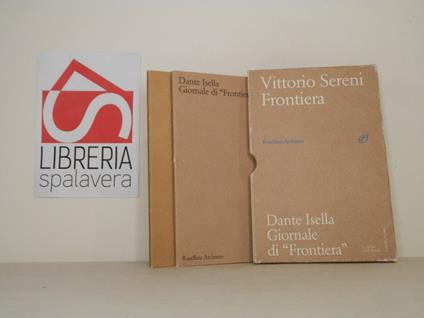 LIBRERIA
spalavera
Dante Isella
Giornale di "Frontiera
Rosellina Archinto
Vittorio Sereni
Frontiera
Rosellina Archinto
Dante Isella
Giornale
di "Frontiera"